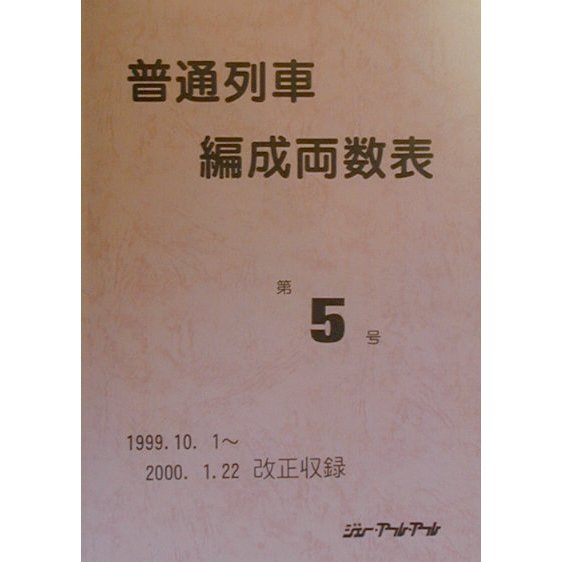 普通列車
編成両数表
第
5
号
1999.10. 1～
2000. 1.22 改正収録
ジェー・アール・アール